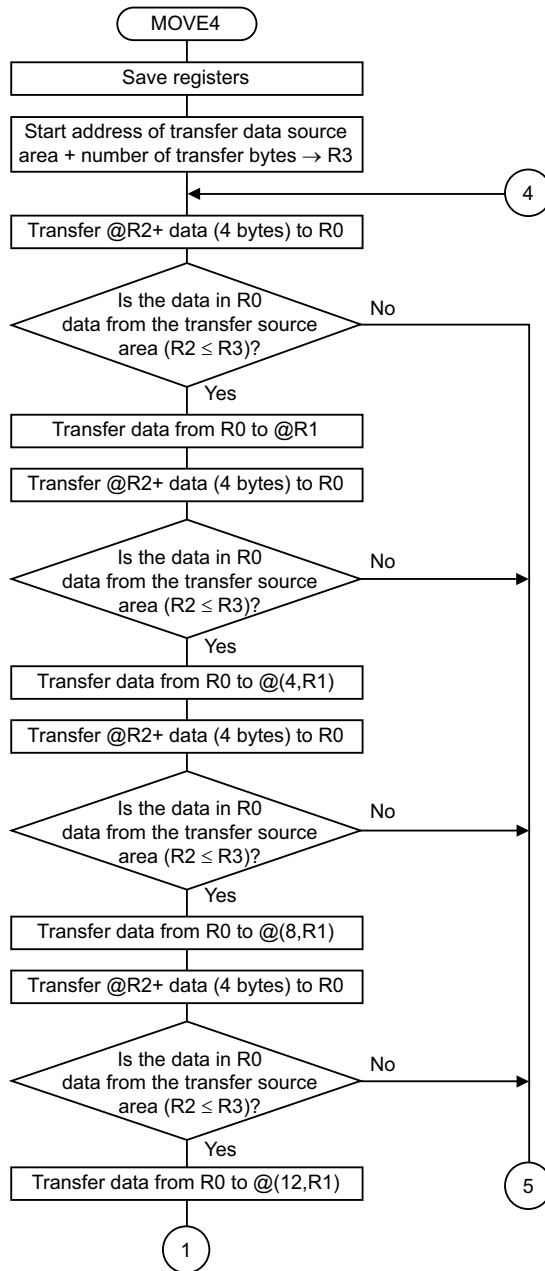 MOVE4
Save registers
Start address of transfer data source
area + number of transfer bytes → R3
4
Transfer @R2+ data (4 bytes) to R0
Is the data in R0
data from the transfer source
area (R2 ≤ R3)?
No
Yes
Transfer data from R0 to @R1
Transfer @R2+ data (4 bytes) to R0
Is the data in R0
data from the transfer source
area (R2 ≤ R3)?
No
Yes
Transfer data from R0 to @(4,R1)
Transfer @R2+ data (4 bytes) to R0
Is the data in R0
data from the transfer source
area (R2 ≤ R3)?
No
Yes
Transfer data from R0 to @(8,R1)
Transfer @R2+ data (4 bytes) to R0
Is the data in R0
data from the transfer source
area (R2 ≤ R3)?
No
Yes
Transfer data from R0 to @(12,R1)
5
1